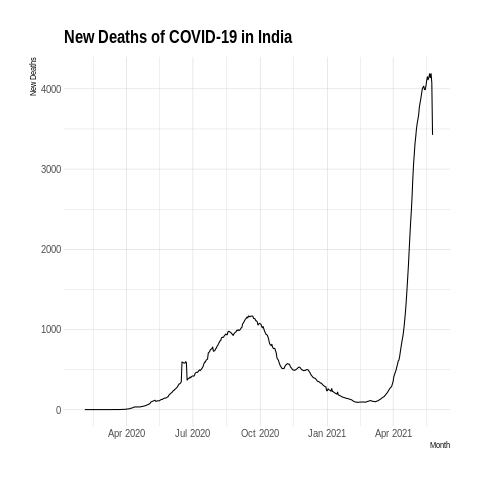 New Deaths of COVID-19 in India
New Deaths
4000
3000
2000
1000
0
Apr 2020 Jul 2020 Oct 2020 Jan 2021 Apr 2021
Month